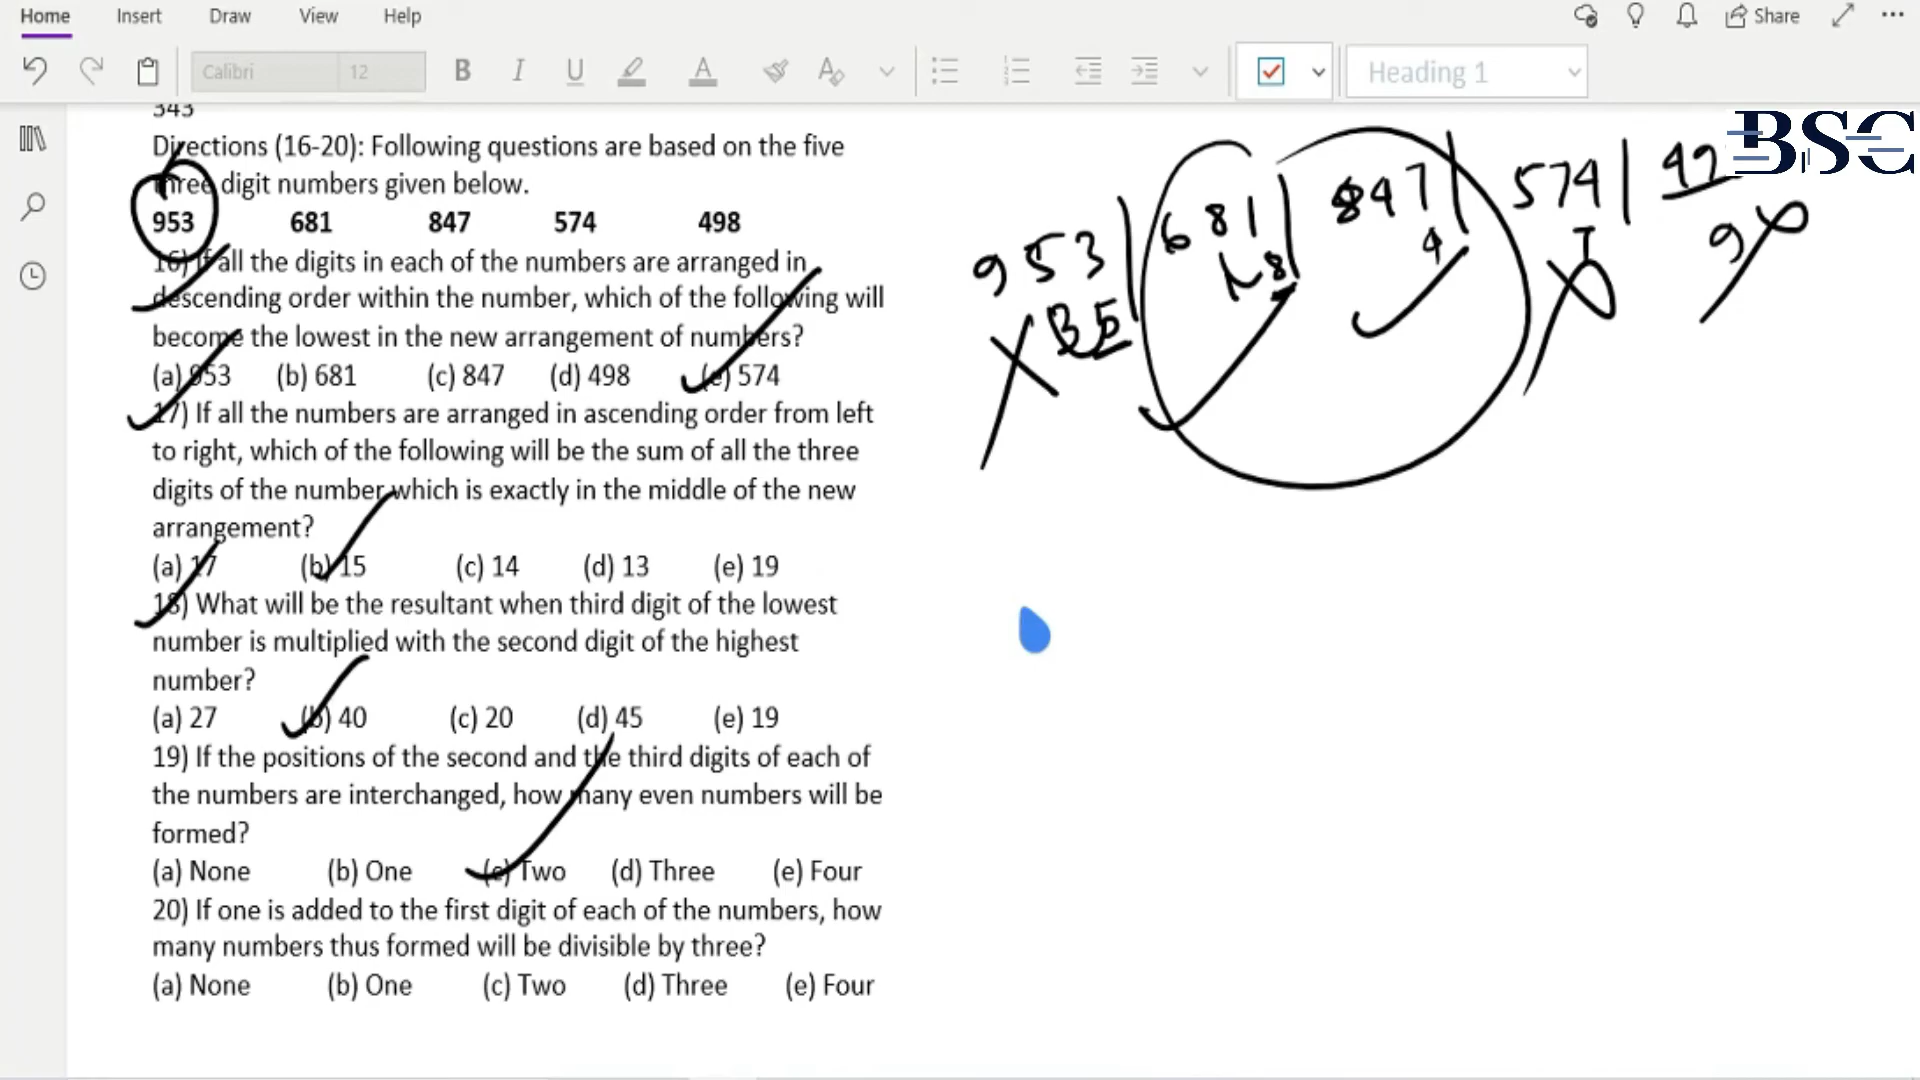 Home Insert Draw View Help Share
Calibri 12 B I U A Heading 1
343
Directions (16-20): Following questions are based on the five
three digit numbers given below.
953 681 847 574 498
16) If all the digits in each of the numbers are arranged in
descending order within the number, which of the following will
become the lowest in the new arrangement of numbers?
(a) 953 (b) 681 (c) 847 (d) 498 (e) 574
17) If all the numbers are arranged in ascending order from left
to right, which of the following will be the sum of all the three
digits of the number which is exactly in the middle of the new
arrangement?
(a) 17 (b) 15 (c) 14 (d) 13 (e) 19
18) What will be the resultant when third digit of the lowest
number is multiplied with the second digit of the highest
number?
(a) 27 (b) 40 (c) 20 (d) 45 (e) 19
19) If the positions of the second and the third digits of each of
the numbers are interchanged, how many even numbers will be
formed?
(a) None (b) One (c) Two (d) Three (e) Four
20) If one is added to the first digit of each of the numbers, how
many numbers thus formed will be divisible by three?
(a) None (b) One (c) Two (d) Three (e) Four
BSC
953 | 681 | 847 | 574 | 49
8 4 9